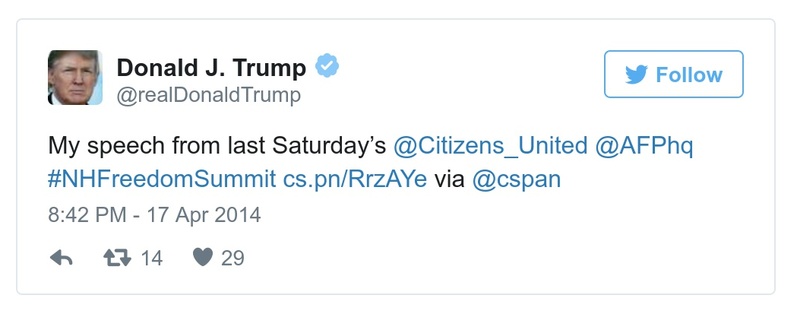 Donald J. Trump
@realDonaldTrump
Follow
My speech from last Saturday’s @Citizens_United @AFPhq
#NHFreedomSummit cs.pn/RrzAYe via @cspan
8:42 PM - 17 Apr 2014
14 29